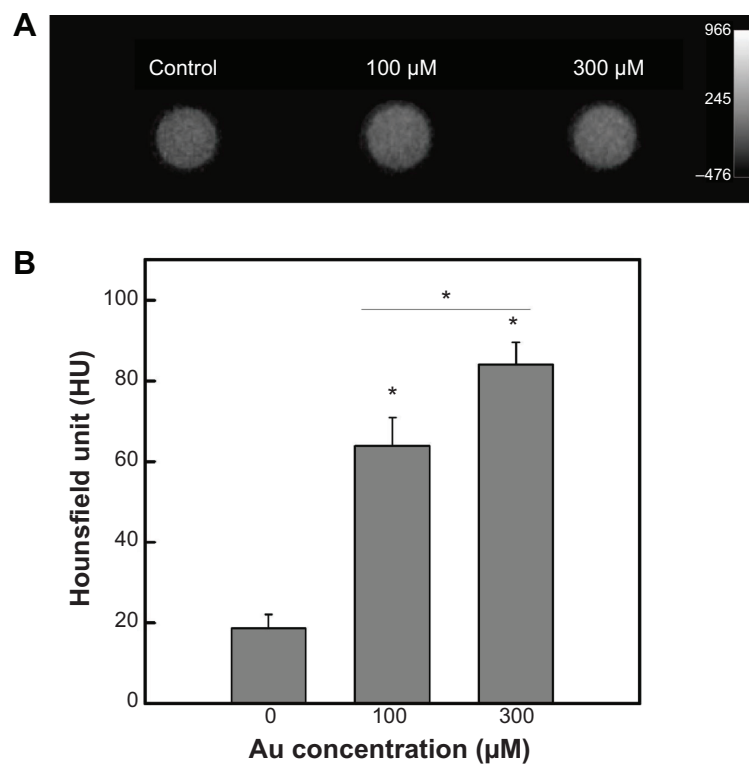 A
Control 100 µM 300 µM
966
245
–476
B
Hounsfield unit (HU)
100
80
60
40
20
0
*
*
*
0 100 300
Au concentration (µM)